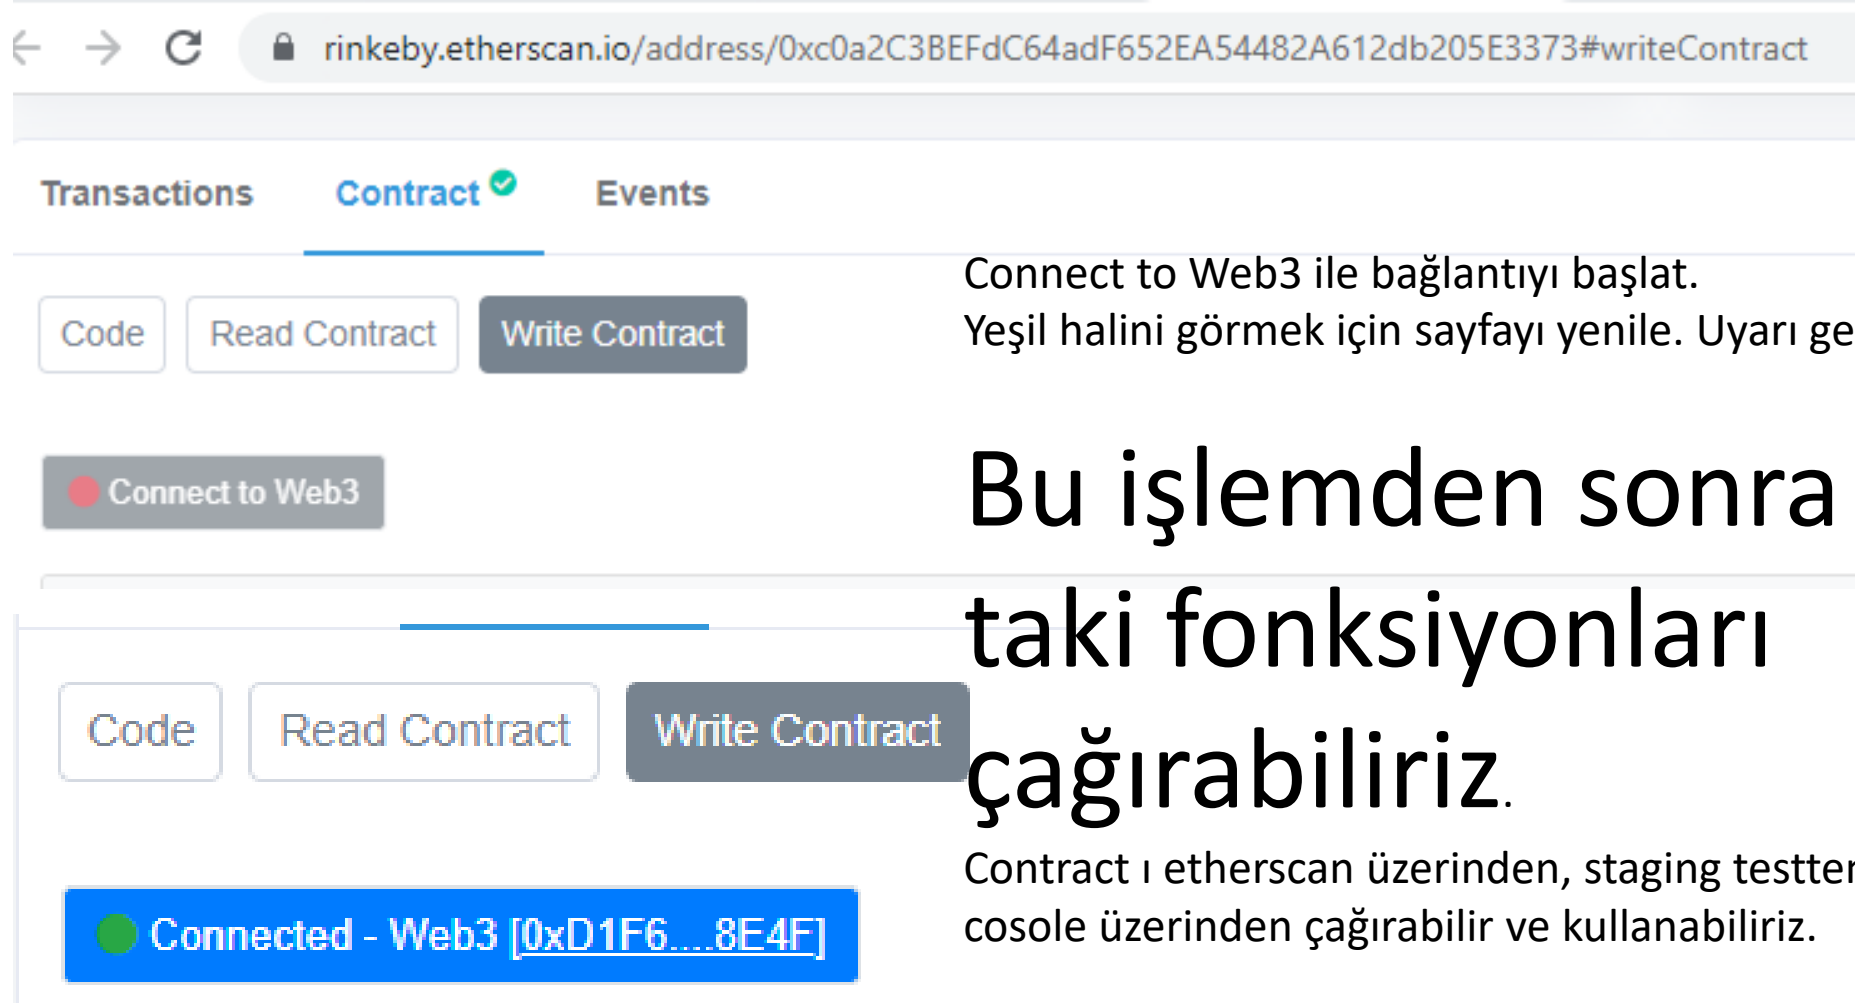 rinkeby.etherscan.io/address/0xc0a2C3BEFdC64adF652EA54482A612db205E3373#writeContract
Transactions Contract Events
Code Read Contract Write Contract
Connect to Web3
Code Read Contract Write Contract
Connected - Web3 [0xD1F6....8E4F]
Connect to Web3 ile bağlantıyı başlat.
Yeşil halini görmek için sayfayı yenile. Uyarı ge
Bu işlemden sonra
taki fonksiyonları
çağırabiliriz.
Contract ı etherscan üzerinden, staging testten
cosole üzerinden çağırabilir ve kullanabiliriz.